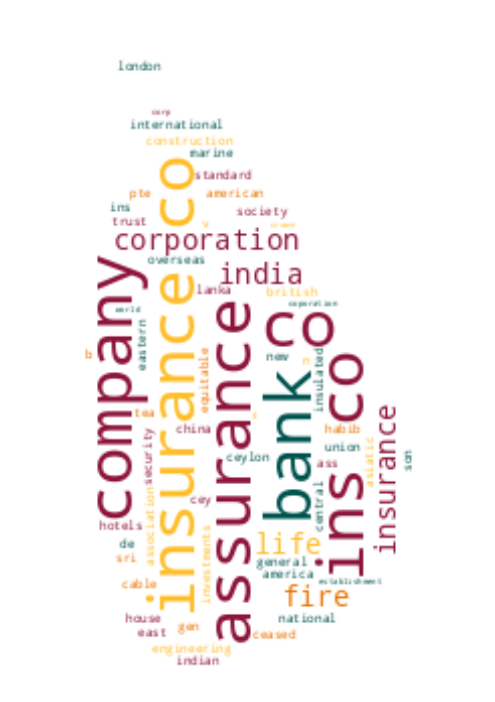 london
corp
international
construction
marine
standard
pte
american
ins
society
trust
corporation
overseas
india
lanka
british
coporation
company
insurance co
world
eastern
co
b
new
n
insulated
equitable
assurance
bank
ins co
tea
habib
china
security
union
asiatic
insurance
ceylon
ass
son
association
cey
central
hotels
investments
de
life
sri
general
america
establishment
cable
fire
house
gen
national
east
ceased
engineering
indian